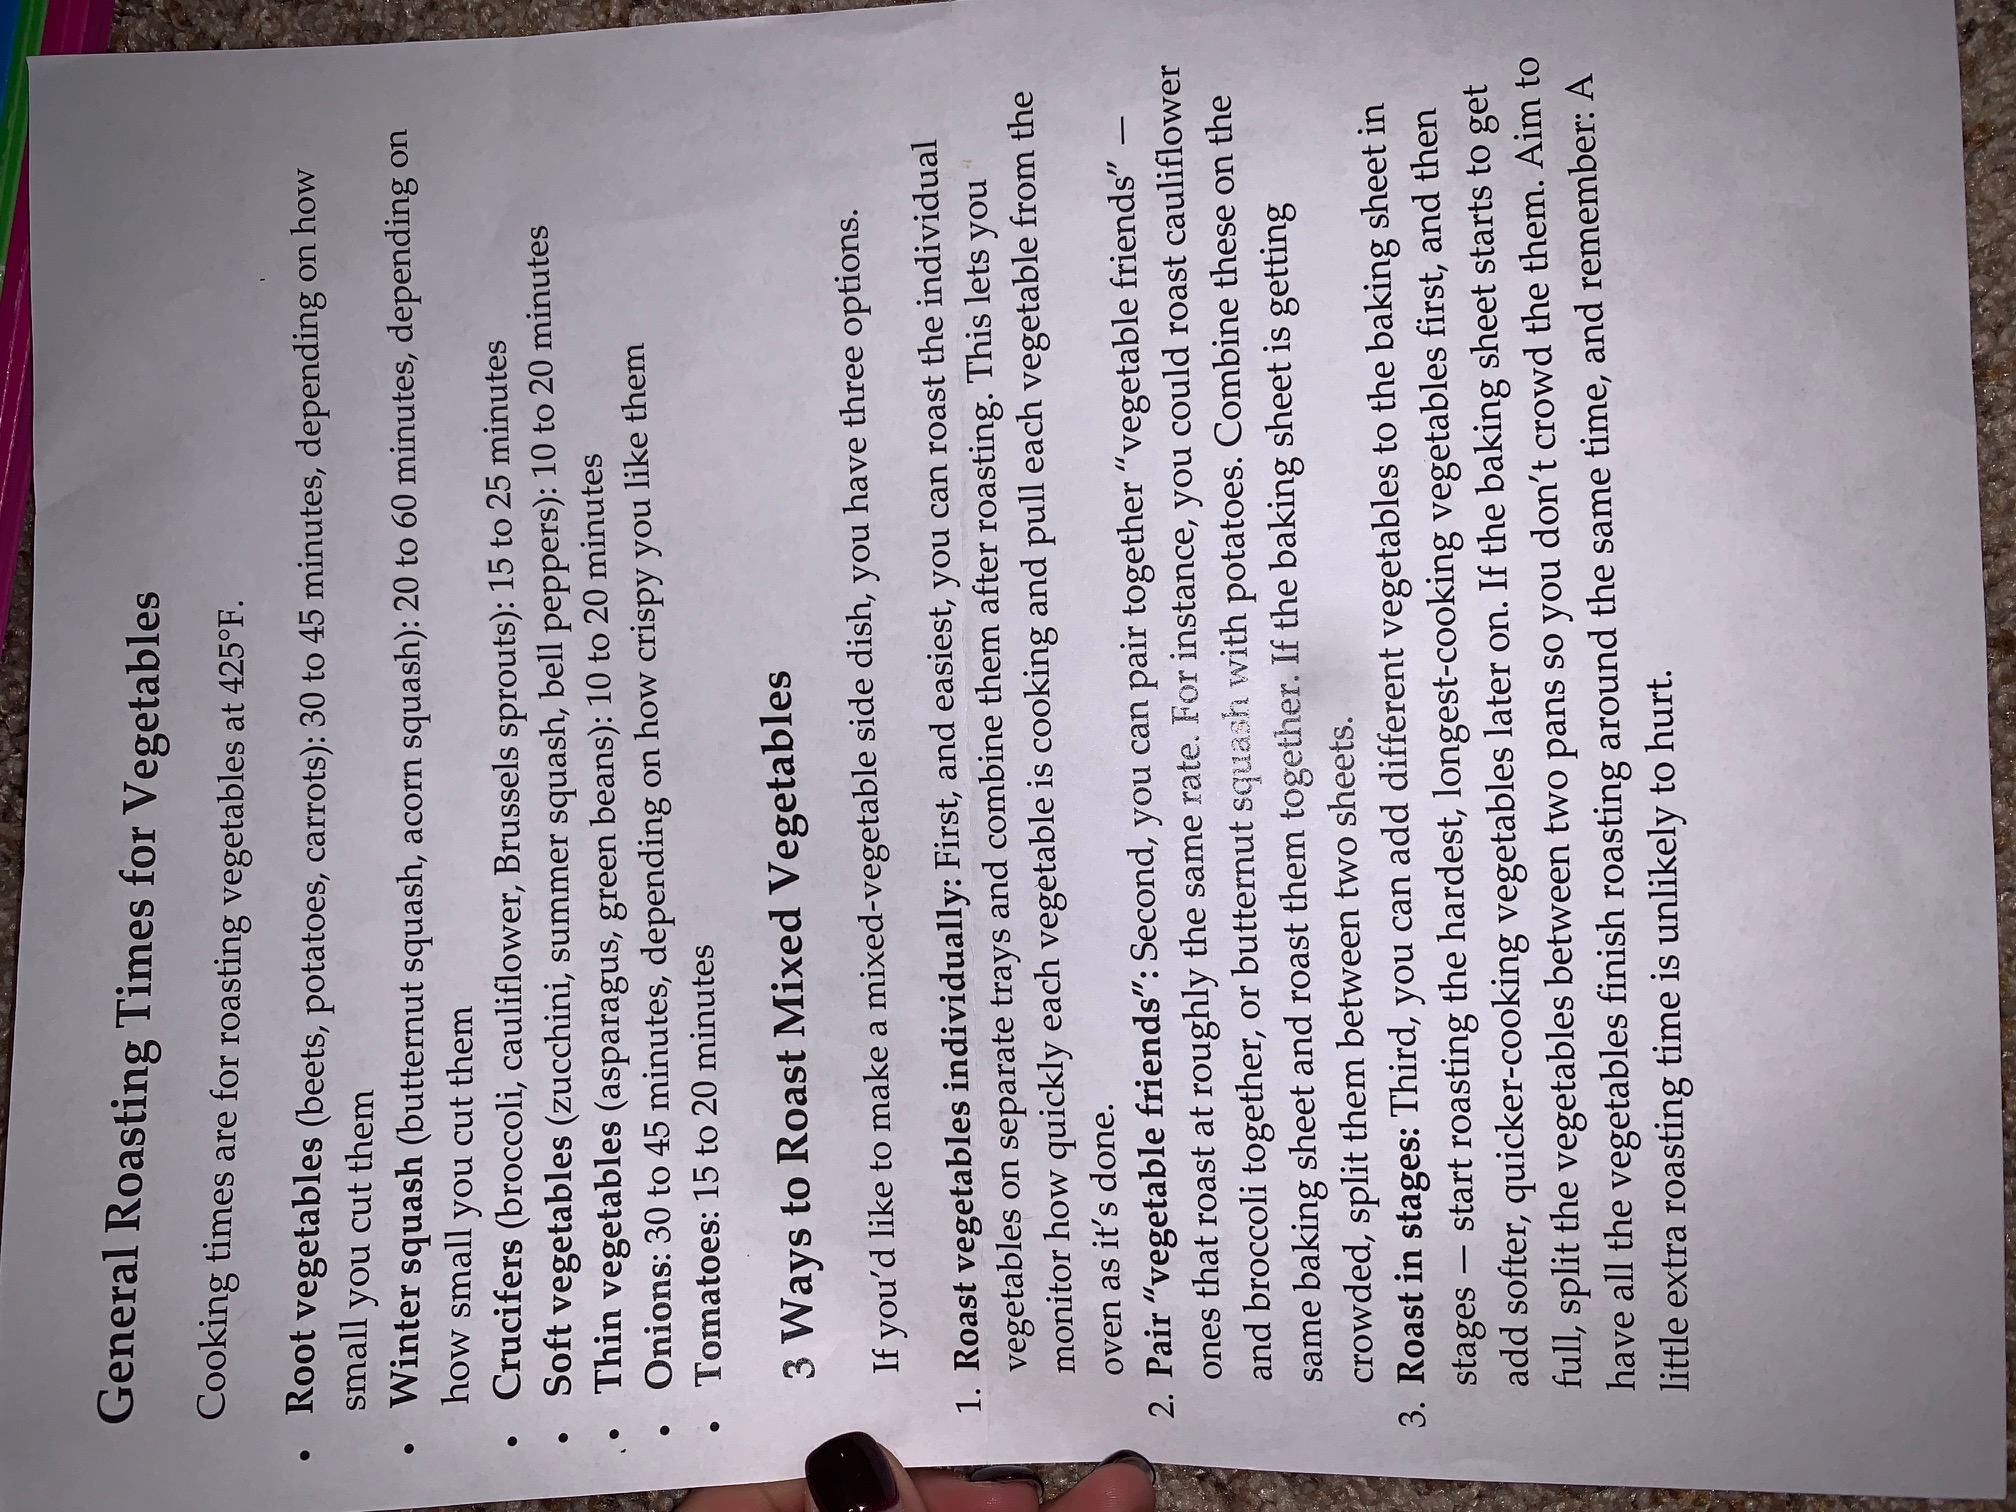 General Roasting Times for Vegetables
Cooking times are for roasting vegetables at 425°F.
• Root vegetables (beets, potatoes, carrots): 30 to 45 minutes, depending on how
small you cut them
• Winter squash (butternut squash, acorn squash): 20 to 60 minutes, depending on
how small you cut them
• Crucifers (broccoli, cauliflower, Brussels sprouts): 15 to 25 minutes
• Soft vegetables (zucchini, summer squash, bell peppers): 10 to 20 minutes
• Thin vegetables (asparagus, green beans): 10 to 20 minutes
• Onions: 30 to 45 minutes, depending on how crispy you like them
• Tomatoes: 15 to 20 minutes
3 Ways to Roast Mixed Vegetables
If you’d like to make a mixed-vegetable side dish, you have three options.
1. Roast vegetables individually: First, and easiest, you can roast the individual
vegetables on separate trays and combine them after roasting. This lets you
monitor how quickly each vegetable is cooking and pull each vegetable from the
oven as it’s done.
2. Pair “vegetable friends”: Second, you can pair together “vegetable friends” —
ones that roast at roughly the same rate. For instance, you could roast cauliflower
and broccoli together, or butternut squash with potatoes. Combine these on the
same baking sheet and roast them together. If the baking sheet is getting
crowded, split them between two sheets.
3. Roast in stages: Third, you can add different vegetables to the baking sheet in
stages — start roasting the hardest, longest-cooking vegetables first, and then
add softer, quicker-cooking vegetables later on. If the baking sheet starts to get
full, split the vegetables between two pans so you don’t crowd the them. Aim to
have all the vegetables finish roasting around the same time, and remember: A
little extra roasting time is unlikely to hurt.